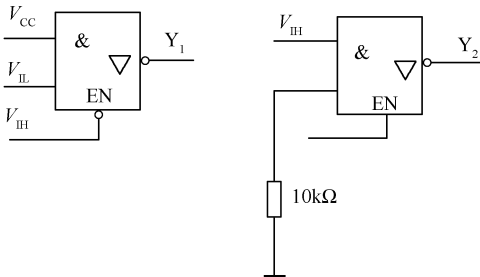 V_CC
& Y_1
V_IL
EN
V_IH
V_IH
& Y_2
EN
10kΩ